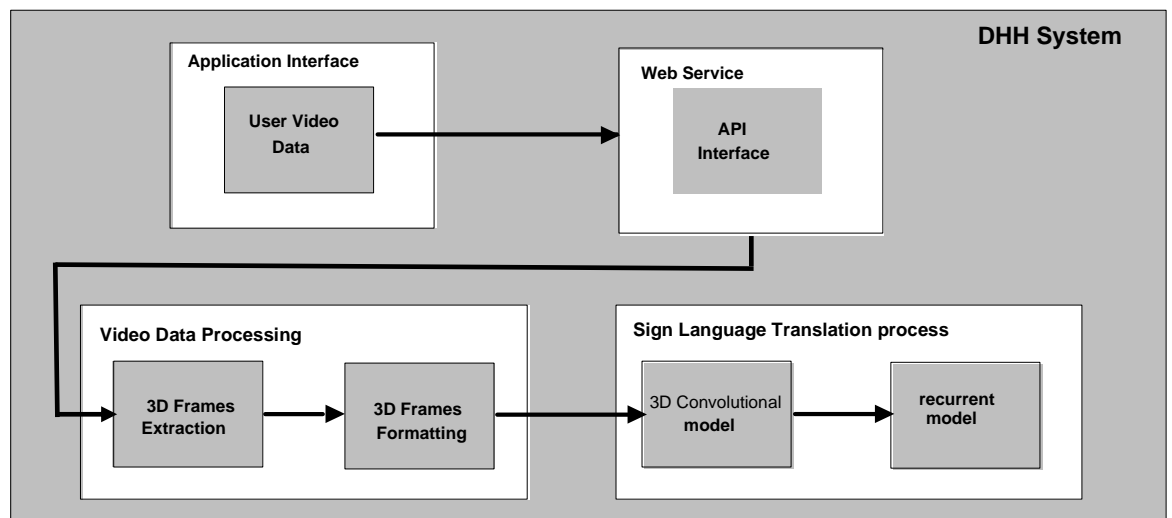 DHH System
Application Interface
User Video
Data
Web Service
API
Interface
Video Data Processing
3D Frames
Extraction
3D Frames
Formatting
Sign Language Translation process
3D Convolutional
model
recurrent
model